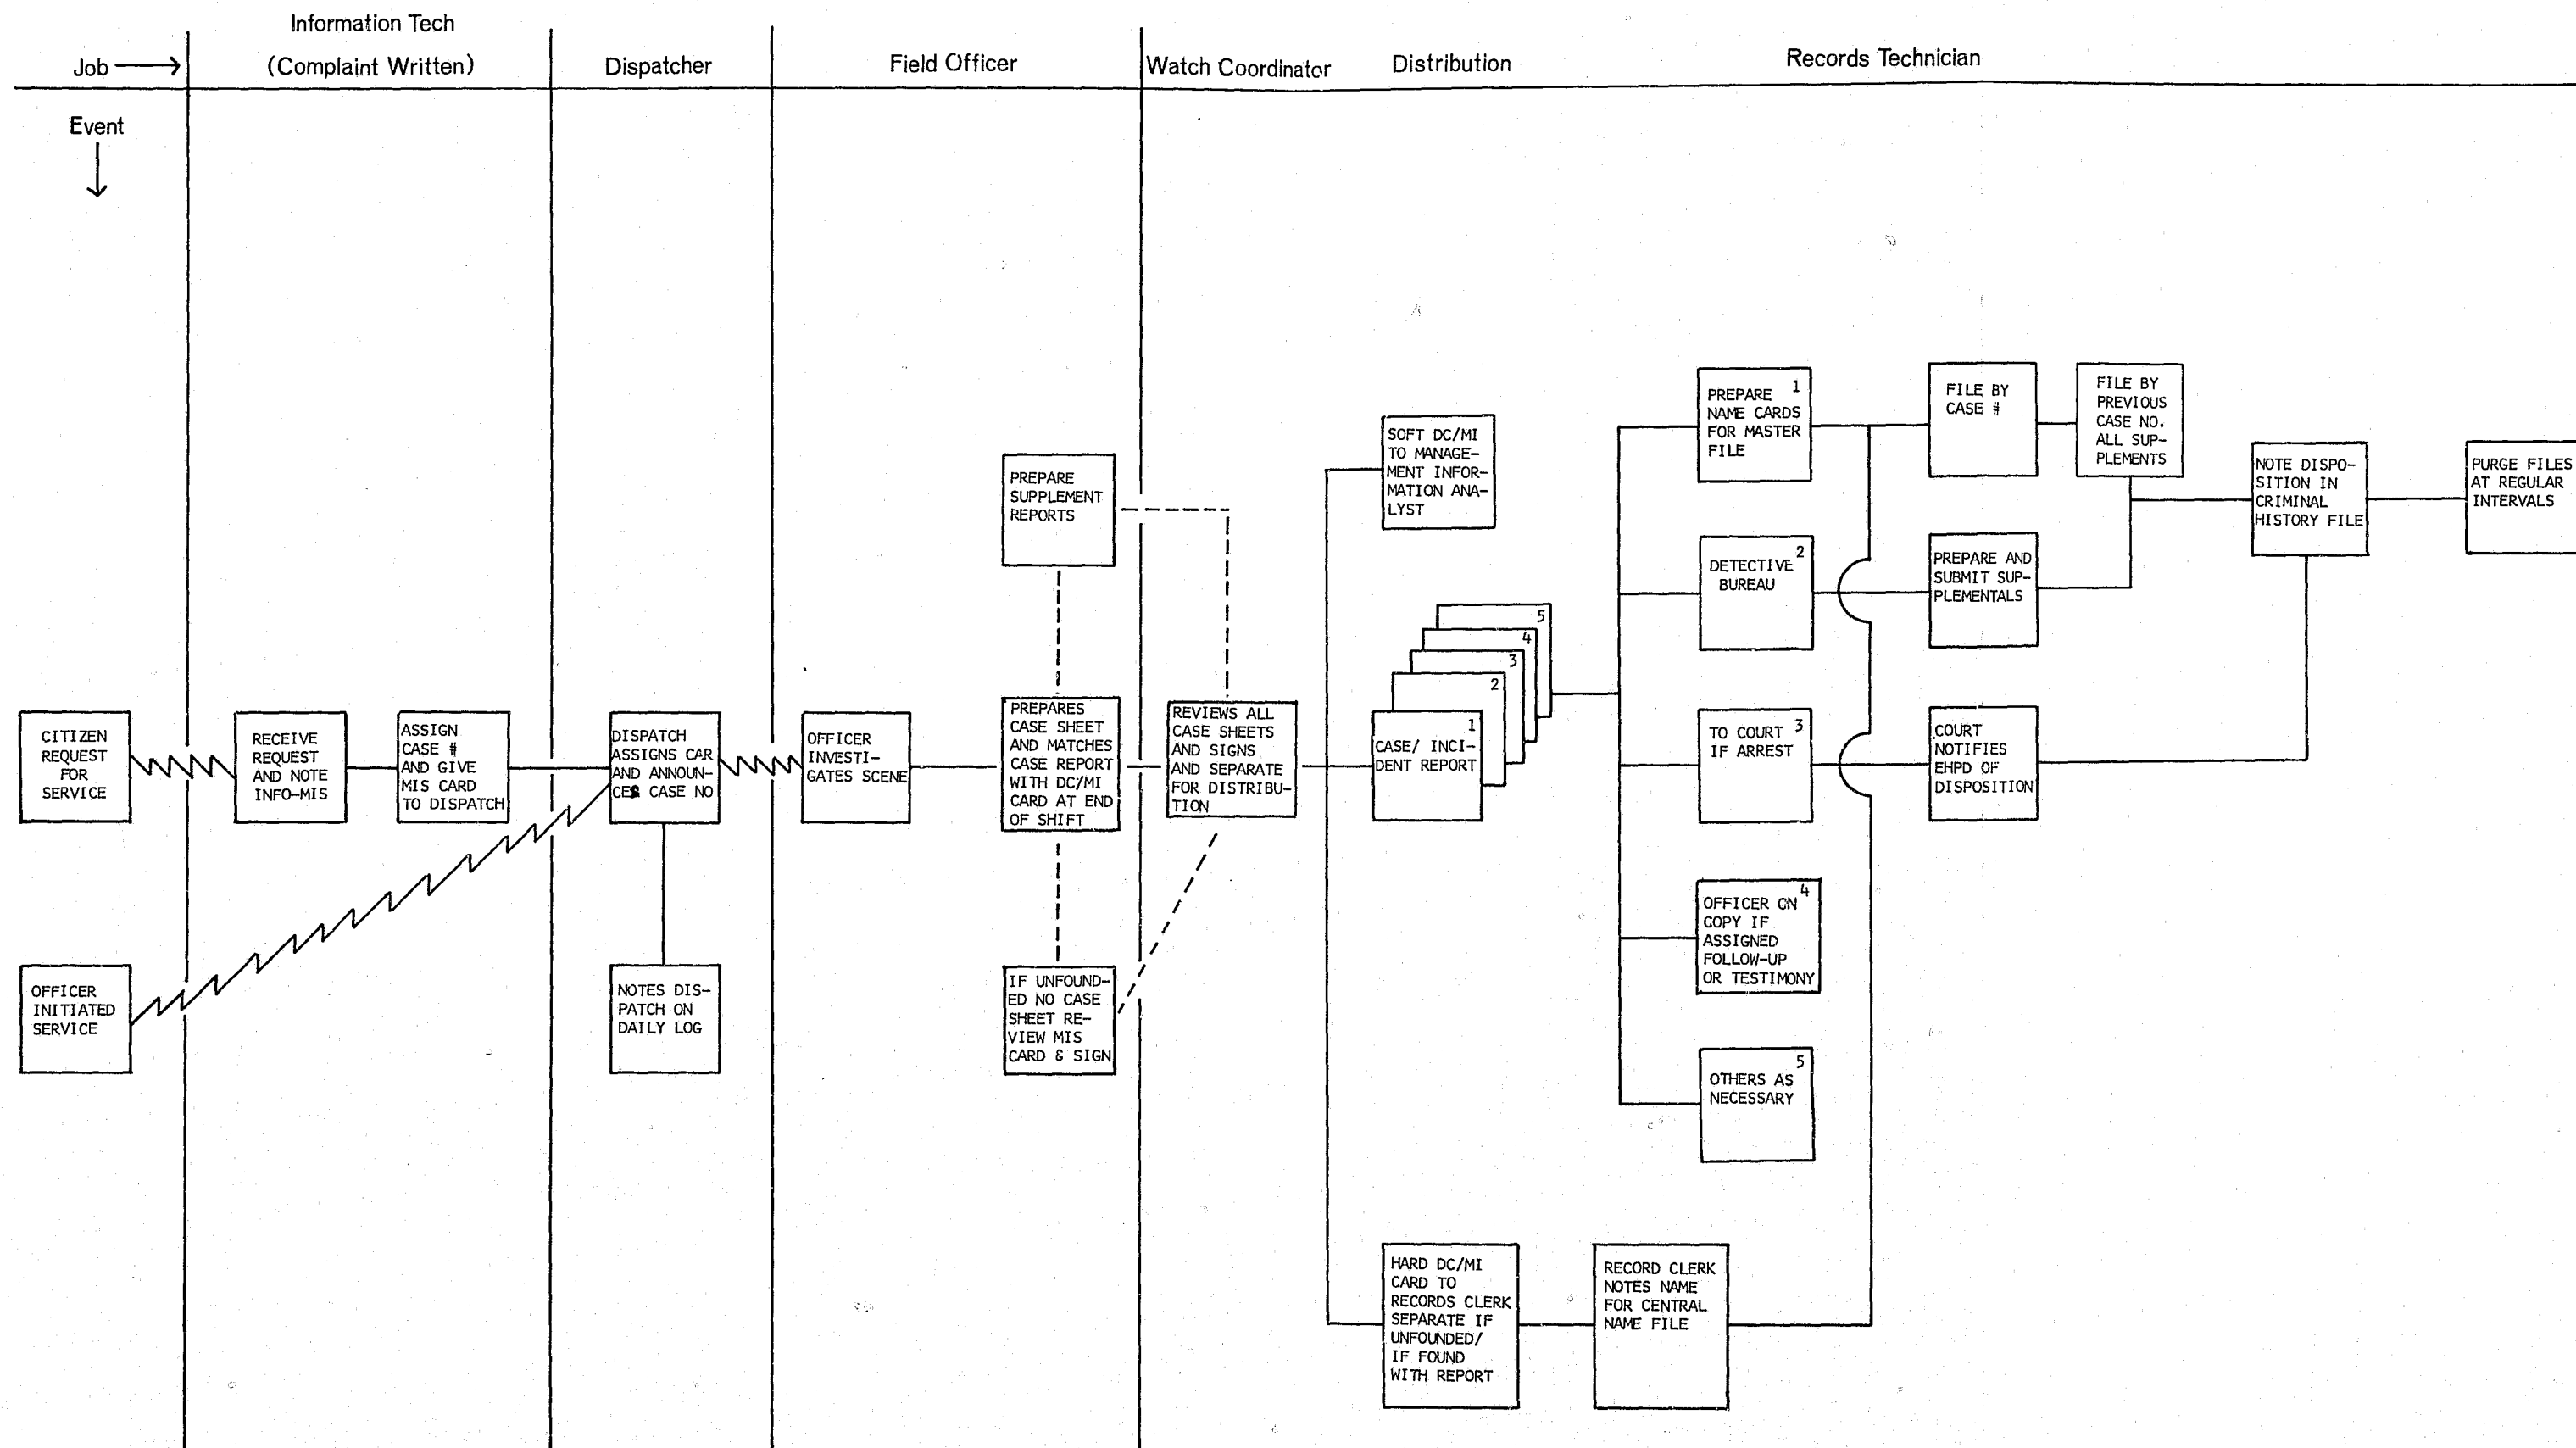 Information Tech
Job
(Complaint Written)
Dispatcher
Field Officer
Watch Coordinator
Distribution
Records Technician
Event
CITIZEN
REQUEST
FOR
SERVICE
OFFICER
INITIATED
SERVICE
RECEIVE
REQUEST
AND NOTE
INFO-MIS
ASSIGN
CASE #
AND GIVE
MIS CARD
TO DISPATCH
DISPATCH
ASSIGNS CAR
AND ANNOUN-
CES CASE NO
NOTES DIS-
PATCH ON
DAILY LOG
OFFICER
INVESTI-
GATES SCENE
PREPARE
SUPPLEMENT
REPORTS
PREPARES
CASE SHEET
AND MATCHES
CASE REPORT
WITH DC/MI
CARD AT END
OF SHIFT
IF UNFOUND-
ED NO CASE
SHEET RE-
VIEW MIS
CARD & SIGN
REVIEWS ALL
CASE SHEETS
AND SIGNS
AND SEPARATE
FOR DISTRIBU-
TION
SOFT DC/MI
TO MANAGE-
MENT INFOR-
MATION ANA-
LYST
5
4
3
2
1
CASE/ INCI-
DENT REPORT
HARD DC/MI
CARD TO
RECORDS CLERK
SEPARATE IF
UNFOUNDED/
IF FOUND
WITH REPORT
RECORD CLERK
NOTES NAME
FOR CENTRAL
NAME FILE
1
PREPARE
NAME CARDS
FOR MASTER
FILE
2
DETECTIVE
BUREAU
3
TO COURT
IF ARREST
4
OFFICER ON
COPY IF
ASSIGNED
FOLLOW-UP
OR TESTIMONY
5
OTHERS AS
NECESSARY
FILE BY
CASE #
FILE BY
PREVIOUS
CASE NO.
ALL SUP-
PLEMENTS
PREPARE AND
SUBMIT SUP-
PLEMENTALS
COURT
NOTIFIES
EHPD OF
DISPOSITION
NOTE DISPO-
SITION IN
CRIMINAL
HISTORY FILE
PURGE FILES
AT REGULAR
INTERVALS